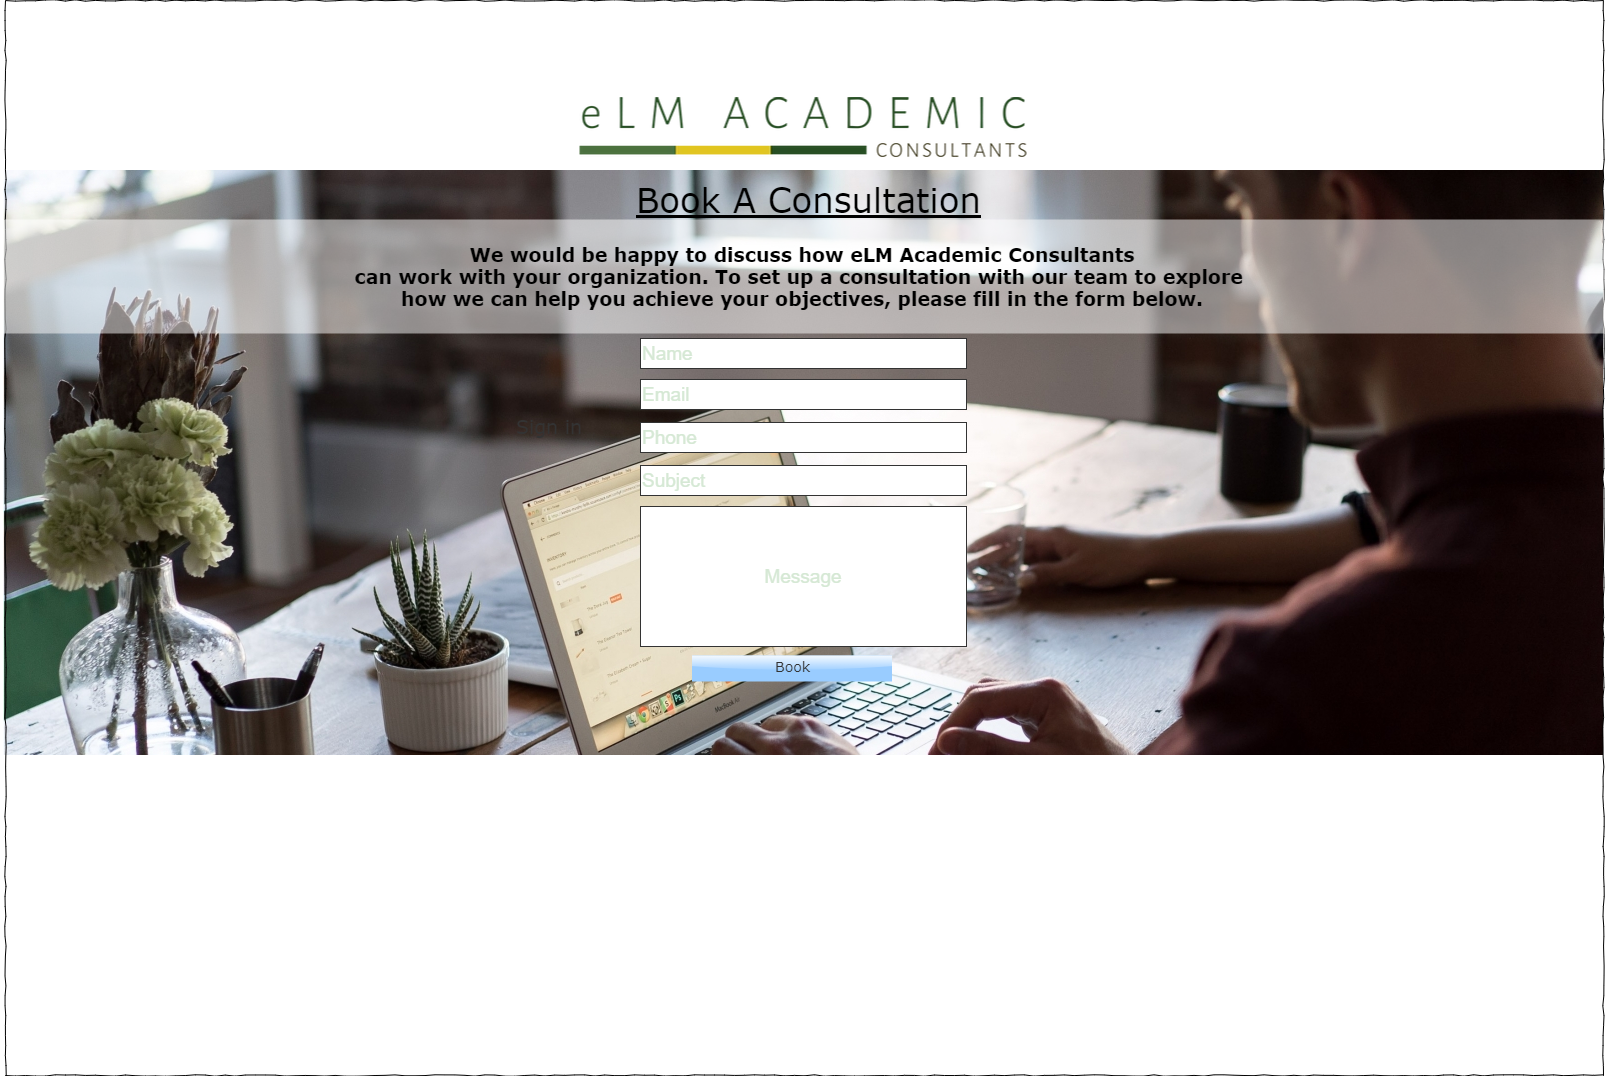 eLM ACADEMIC
CONSULTANTS
Book A Consultation
We would be happy to discuss how eLM Academic Consultants
can work with your organization. To set up a consultation with our team to explore
how we can help you achieve your objectives, please fill in the form below.
Name
Email
Sign In
Phone
Subject
Message
Book
MacBook Air